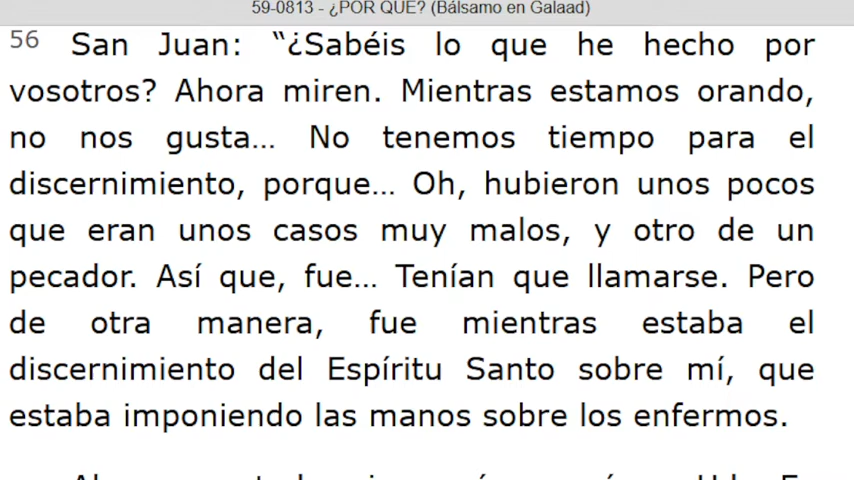 59-0813 - ¿POR QUÉ? (Bálsamo en Galaad)
56 San Juan: “¿Sabéis lo que he hecho por
vosotros? Ahora miren. Mientras estamos orando,
no nos gusta… No tenemos tiempo para el
discernimiento, porque… Oh, hubieron unos pocos
que eran unos casos muy malos, y otro de un
pecador. Así que, fue… Tenían que llamarse. Pero
de otra manera, fue mientras estaba el
discernimiento del Espíritu Santo sobre mí, que
estaba imponiendo las manos sobre los enfermos.